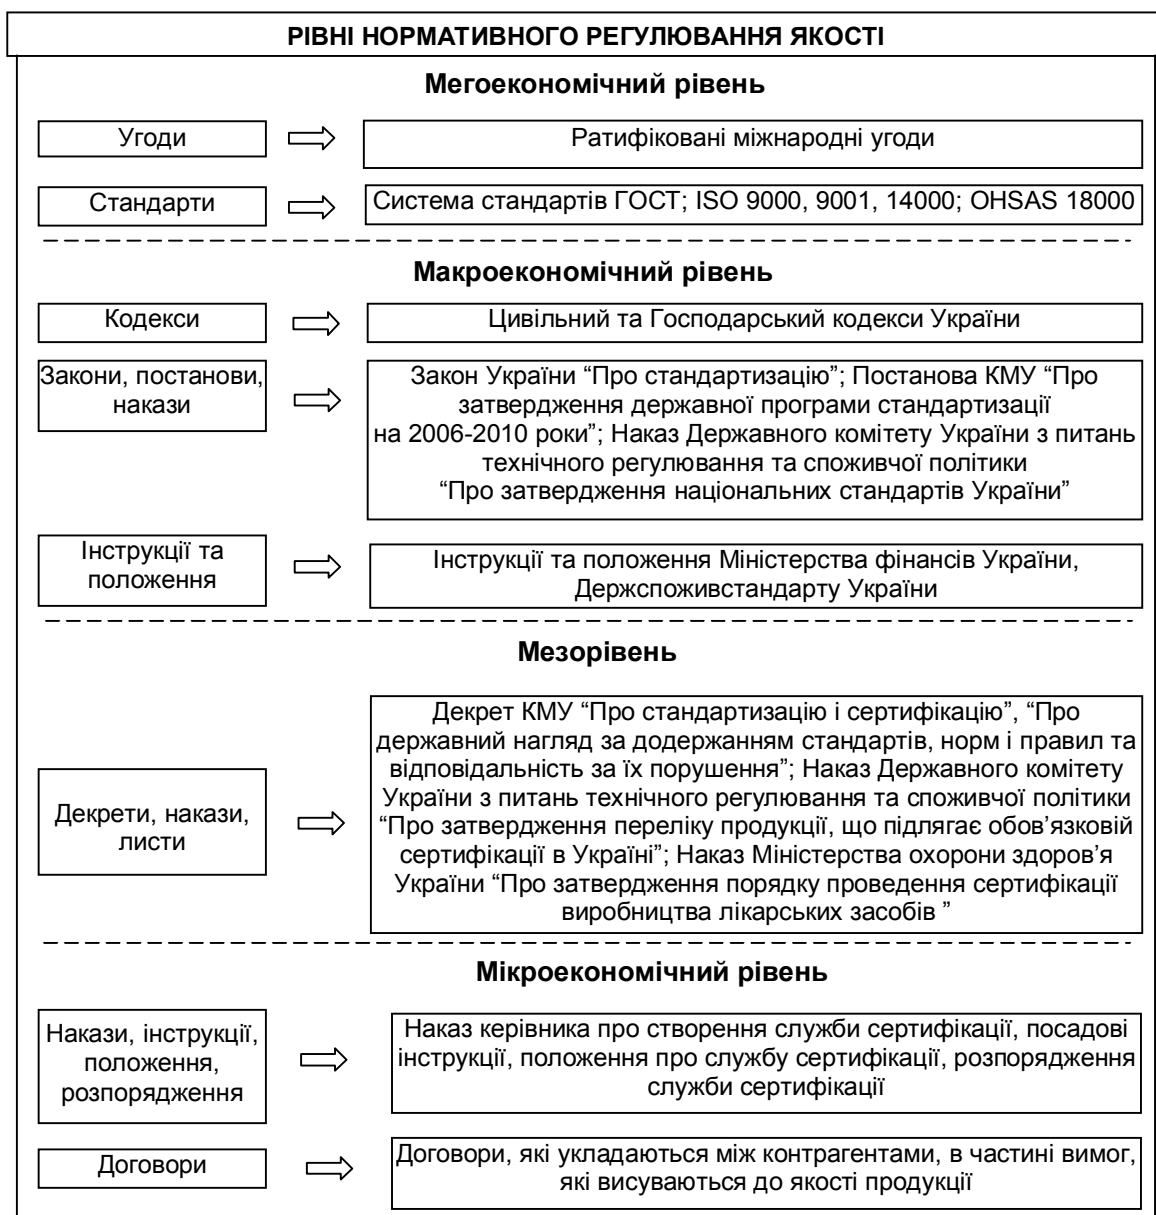 РІВНІ НОРМАТИВНОГО РЕГУЛЮВАННЯ ЯКОСТІ
Мегоекономічний рівень
Угоди
Ратифіковані міжнародні угоди
Стандарти
Система стандартів ГОСТ; ISO 9000, 9001, 14000; OHSAS 18000
Макроекономічний рівень
Кодекси
Цивільний та Господарський кодекси України
Закони, постанови,
накази
Закон України “Про стандартизацію”; Постанова КМУ “Про
затвердження державної програми стандартизації
на 2006-2010 роки”; Наказ Державного комітету України з питань
технічного регулювання та споживчої політики
“Про затвердження національних стандартів України”
Інструкції та
положення
Інструкції та положення Міністерства фінансів України,
Держспоживстандарту України
Мезорівень
Декрети, накази,
листи
Декрет КМУ “Про стандартизацію і сертифікацію”, “Про
державний нагляд за додержанням стандартів, норм і правил та
відповідальність за їх порушення”; Наказ Державного комітету
України з питань технічного регулювання та споживчої політики
“Про затвердження переліку продукції, що підлягає обов’язковій
сертифікації в Україні”; Наказ Міністерства охорони здоров’я
України “Про затвердження порядку проведення сертифікації
виробництва лікарських засобів ”
Мікроекономічний рівень
Накази, інструкції,
положення,
розпорядження
Наказ керівника про створення служби сертифікації, посадові
інструкції, положення про службу сертифікації, розпорядження
служби сертифікації
Договори
Договори, які укладаються між контрагентами, в частині вимог,
які висуваються до якості продукції